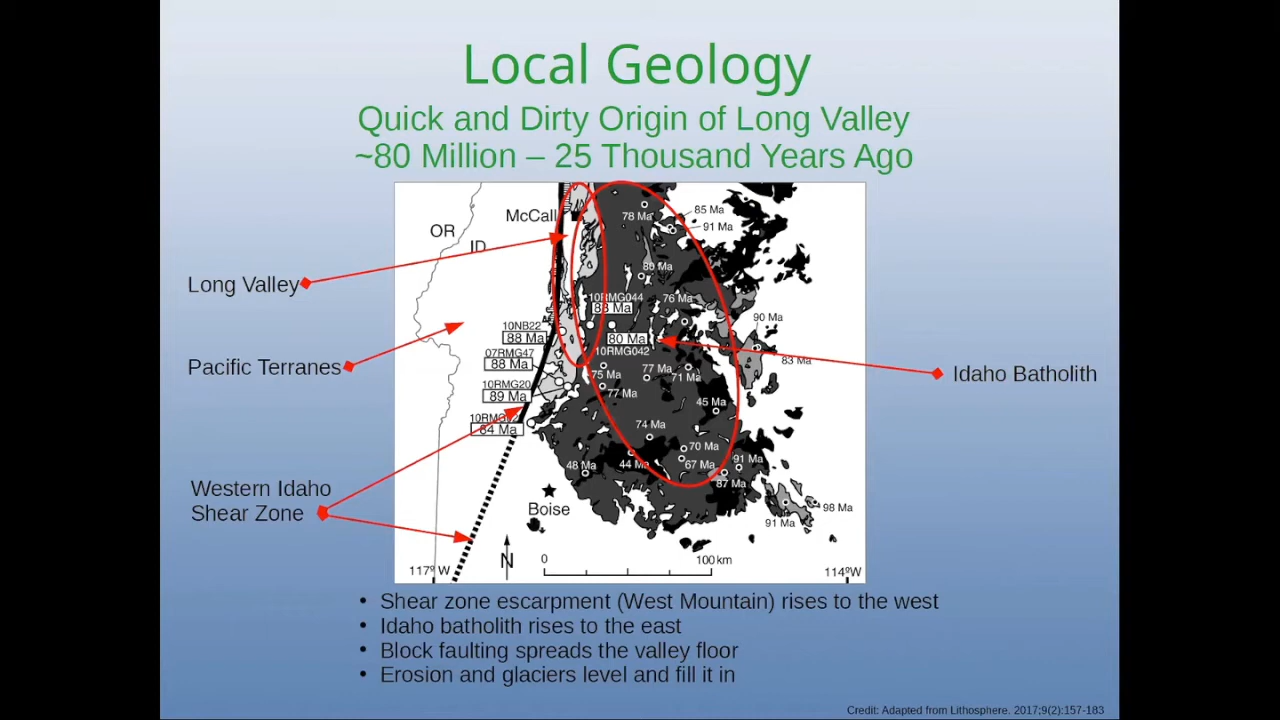 Local Geology
Quick and Dirty Origin of Long Valley
~80 Million – 25 Thousand Years Ago
OR
ID
McCall
78 Ma
85 Ma
91 Ma
86 Ma
Long Valley
10RMG044
88 Ma
76 Ma
90 Ma
10NB22
88 Ma
80 Ma
10RMG042
07RMG47
88 Ma
83 Ma
Pacific Terranes
75 Ma
77 Ma
71 Ma
Idaho Batholith
10RMG20
89 Ma
77 Ma
45 Ma
84 Ma
74 Ma
70 Ma
48 Ma
44 Ma
67 Ma
91 Ma
87 Ma
Western Idaho
Shear Zone
Boise
98 Ma
91 Ma
N
0
100 km
117º W
114ºW
• Shear zone escarpment (West Mountain) rises to the west
• Idaho batholith rises to the east
• Block faulting spreads the valley floor
• Erosion and glaciers level and fill it in
Credit: Adapted from Lithosphere. 2017;9(2):157-183